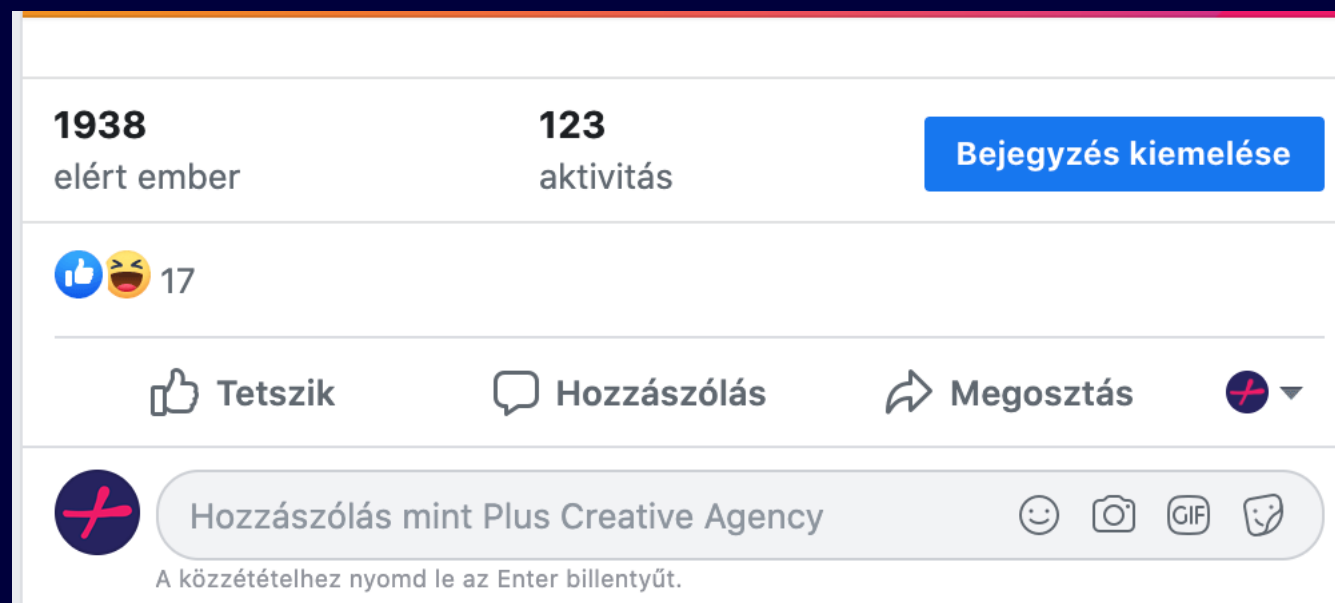 1938
elért ember
123
aktivitás
Bejegyzés kiemelése
17
Tetszik
Hozzászólás
Megosztás
Hozzászólás mint Plus Creative Agency
GIF
A közzétételhez nyomd le az Enter billentyűt.